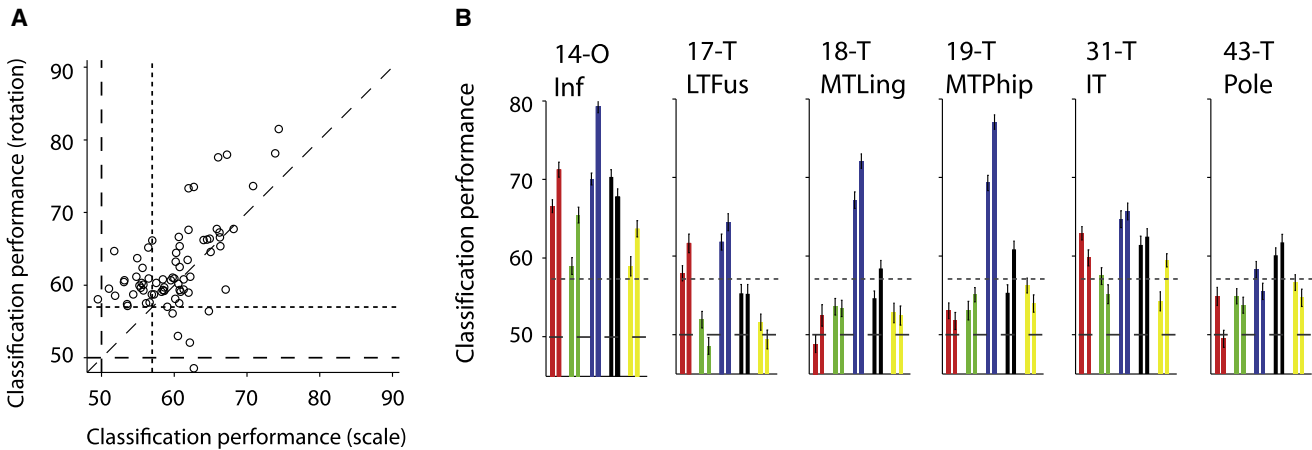 A
Classification performance (rotation)
90
80
70
60
50
50 60 70 80 90
Classification performance (scale)
B
14-O 17-T 18-T 19-T 31-T 43-T
Inf LTFus MTLing MTPhip IT Pole
Classification performance
80
70
60
50